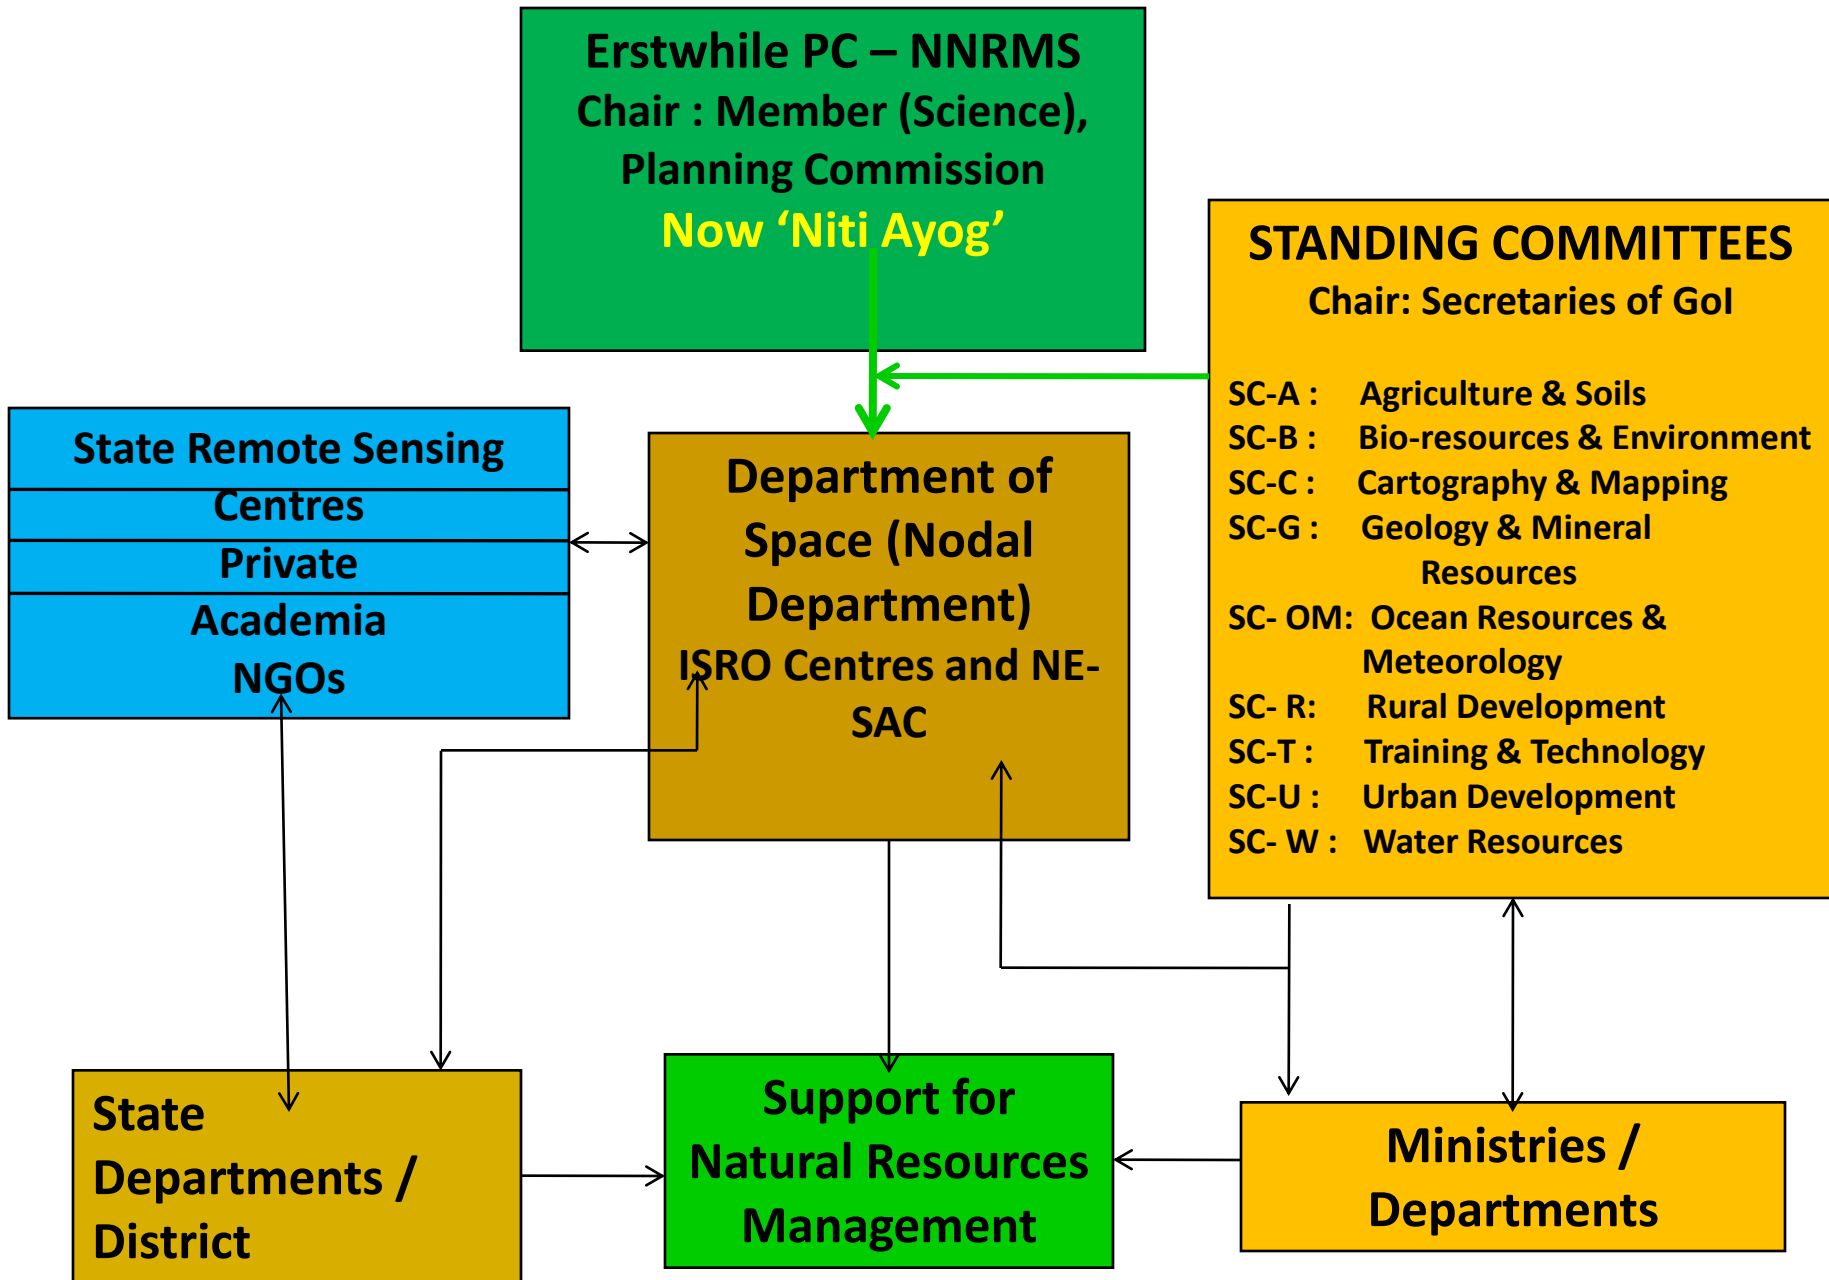 Erstwhile PC – NNRMS
Chair : Member (Science),
Planning Commission
Now ‘Niti Ayog’
STANDING COMMITTEES
Chair: Secretaries of GoI
SC-A : Agriculture & Soils
SC-B : Bio-resources & Environment
SC-C : Cartography & Mapping
SC-G : Geology & Mineral
Resources
SC- OM: Ocean Resources &
Meteorology
SC- R: Rural Development
SC-T : Training & Technology
SC-U : Urban Development
SC- W : Water Resources
State Remote Sensing
Centres
Private
Academia
NGOs
Department of
Space (Nodal
Department)
ISRO Centres and NE-
SAC
State
Departments /
District
Support for
Natural Resources
Management
Ministries /
Departments